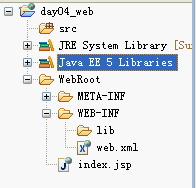 day04_web
src
JRE System Library [Su
Java EE 5 Libraries
WebRoot
META-INF
WEB-INF
lib
web.xml
index.jsp